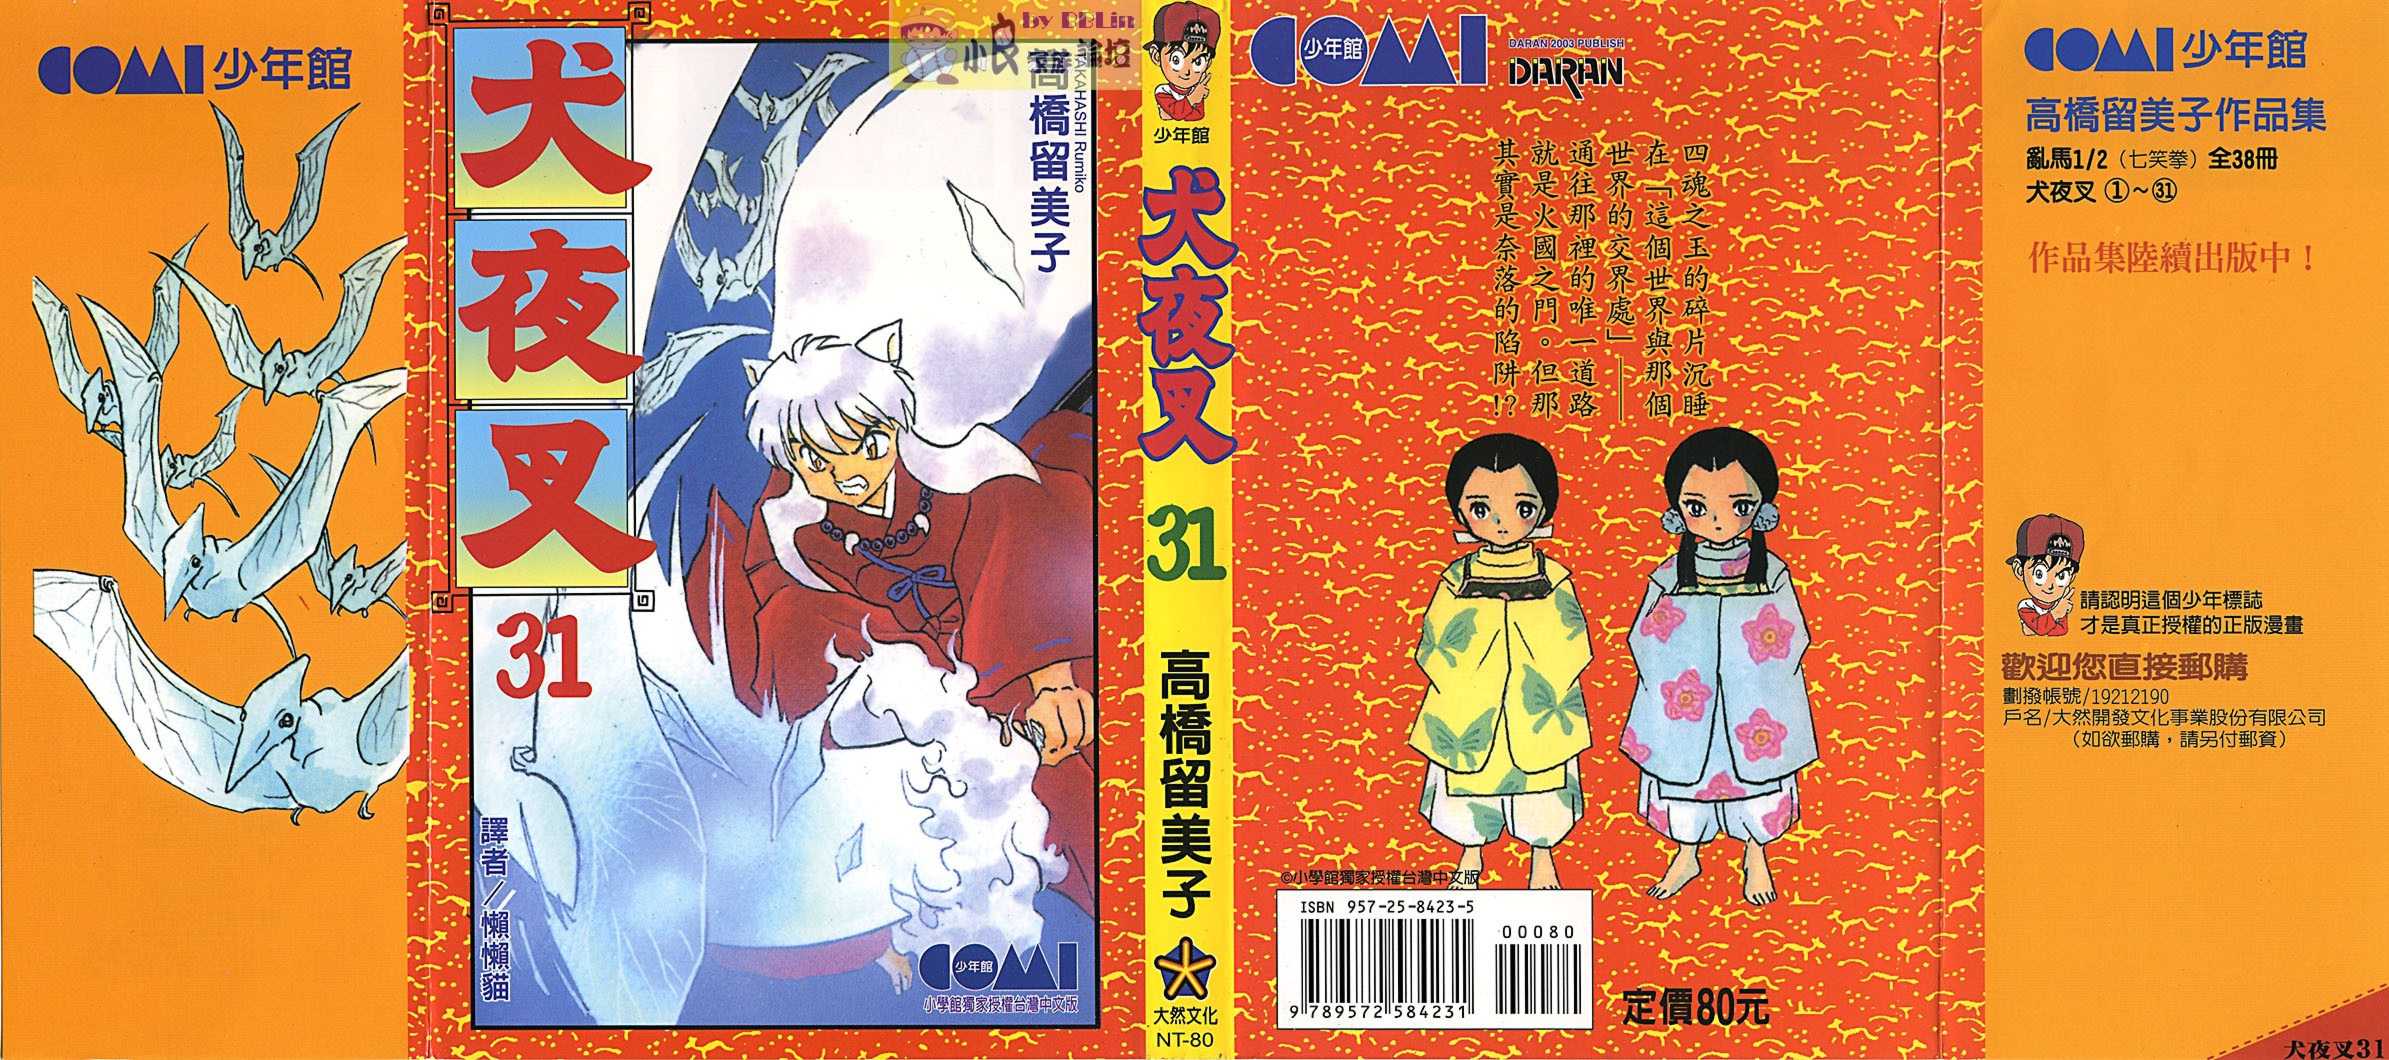 COMI 少年館
犬夜叉
31
高橋留美子
TAKAHASHI Rumiko
by BBLin
譯者／懶懶貓
COMI 少年館
小學館獨家授權台灣中文版
少年館
犬夜叉
31
高橋留美子
大然文化
NT-80
COMI 少年館
DARAN 2003 PUBLISH
DARAN
四魂之玉的碎片沉睡
在「這個世界與那個
世界的交界處」——
通往那裡的唯一道路
就是火國之門。但那
其實是奈落的陷阱!?
©小學館獨家授權台灣中文版
ISBN 957-25-8423-5
00080
9 789572 584231
定價80元
COMI 少年館
高橋留美子作品集
亂馬1/2（七笑拳）全38冊
犬夜叉 ①～㉛
作品集陸續出版中！
請認明這個少年標誌
才是真正授權的正版漫畫
歡迎您直接郵購
劃撥帳號/19212190
戶名/大然開發文化事業股份有限公司
（如欲郵購，請另付郵資）
犬夜叉31